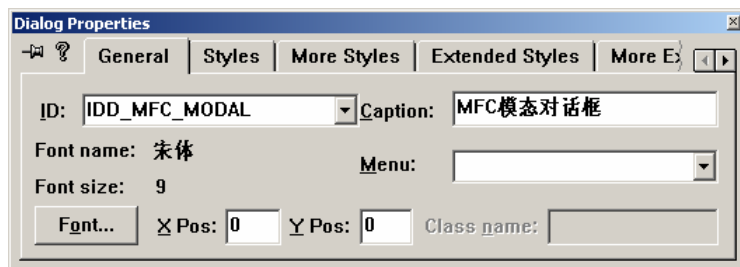 Dialog Properties
General Styles More Styles Extended Styles More Ex
ID: IDD_MFC_MODAL Caption: MFC模态对话框
Font name: 宋体 Menu:
Font size: 9
Font... X Pos: 0 Y Pos: 0 Class name: